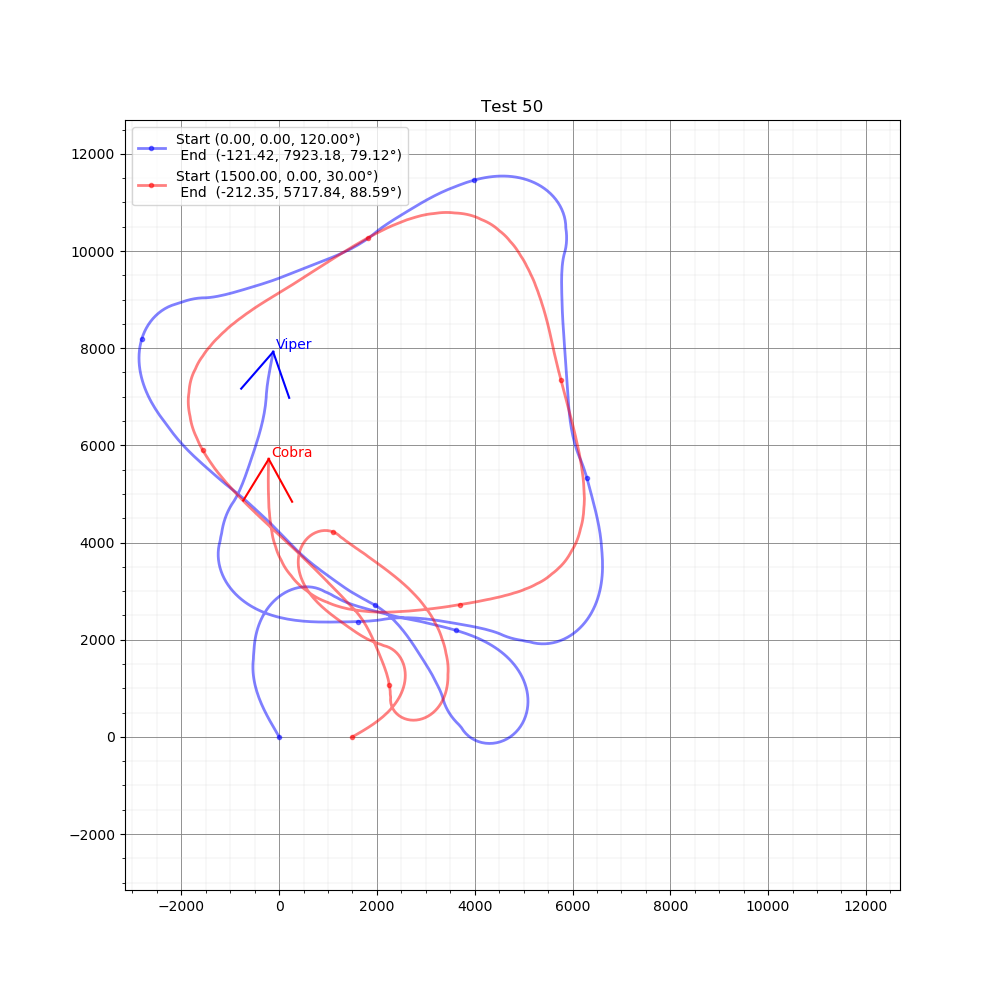 Test 50
Start (0.00, 0.00, 120.00°)
End (-121.42, 7923.18, 79.12°)
Start (1500.00, 0.00, 30.00°)
End (-212.35, 5717.84, 88.59°)
12000
10000
8000
6000
4000
2000
0
−2000
Viper
Cobra
−2000 0 2000 4000 6000 8000 10000 12000